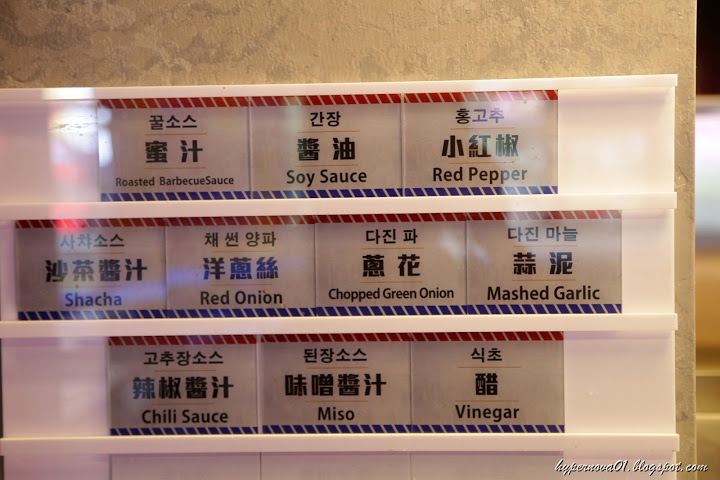 꿀소스
蜜汁
Roasted BarbecueSauce
간장
醬油
Soy Sauce
홍고추
小紅椒
Red Pepper
사챠소스
沙茶醬汁
Shacha
채 썬 양파
洋蔥絲
Red Onion
다진 파
蔥花
Chopped Green Onion
다진 마늘
蒜泥
Mashed Garlic
고추장소스
辣椒醬汁
Chili Sauce
된장소스
味噌醬汁
Miso
식초
醋
Vinegar
hypernova01.blogspot.com